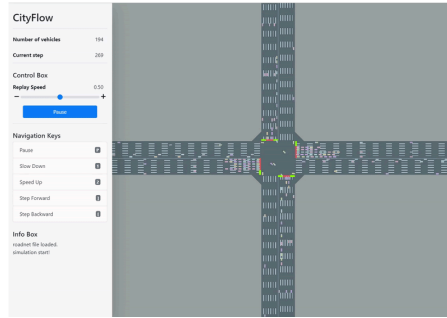 CityFlow
Number of vehicles 194
Current step 269
Control Box
Replay Speed 0.50
− +
Pause
Navigation Keys
Pause P
Slow Down
Speed Up
Step Forward
Step Backward
Info Box
roadnet file loaded.
simulation start!